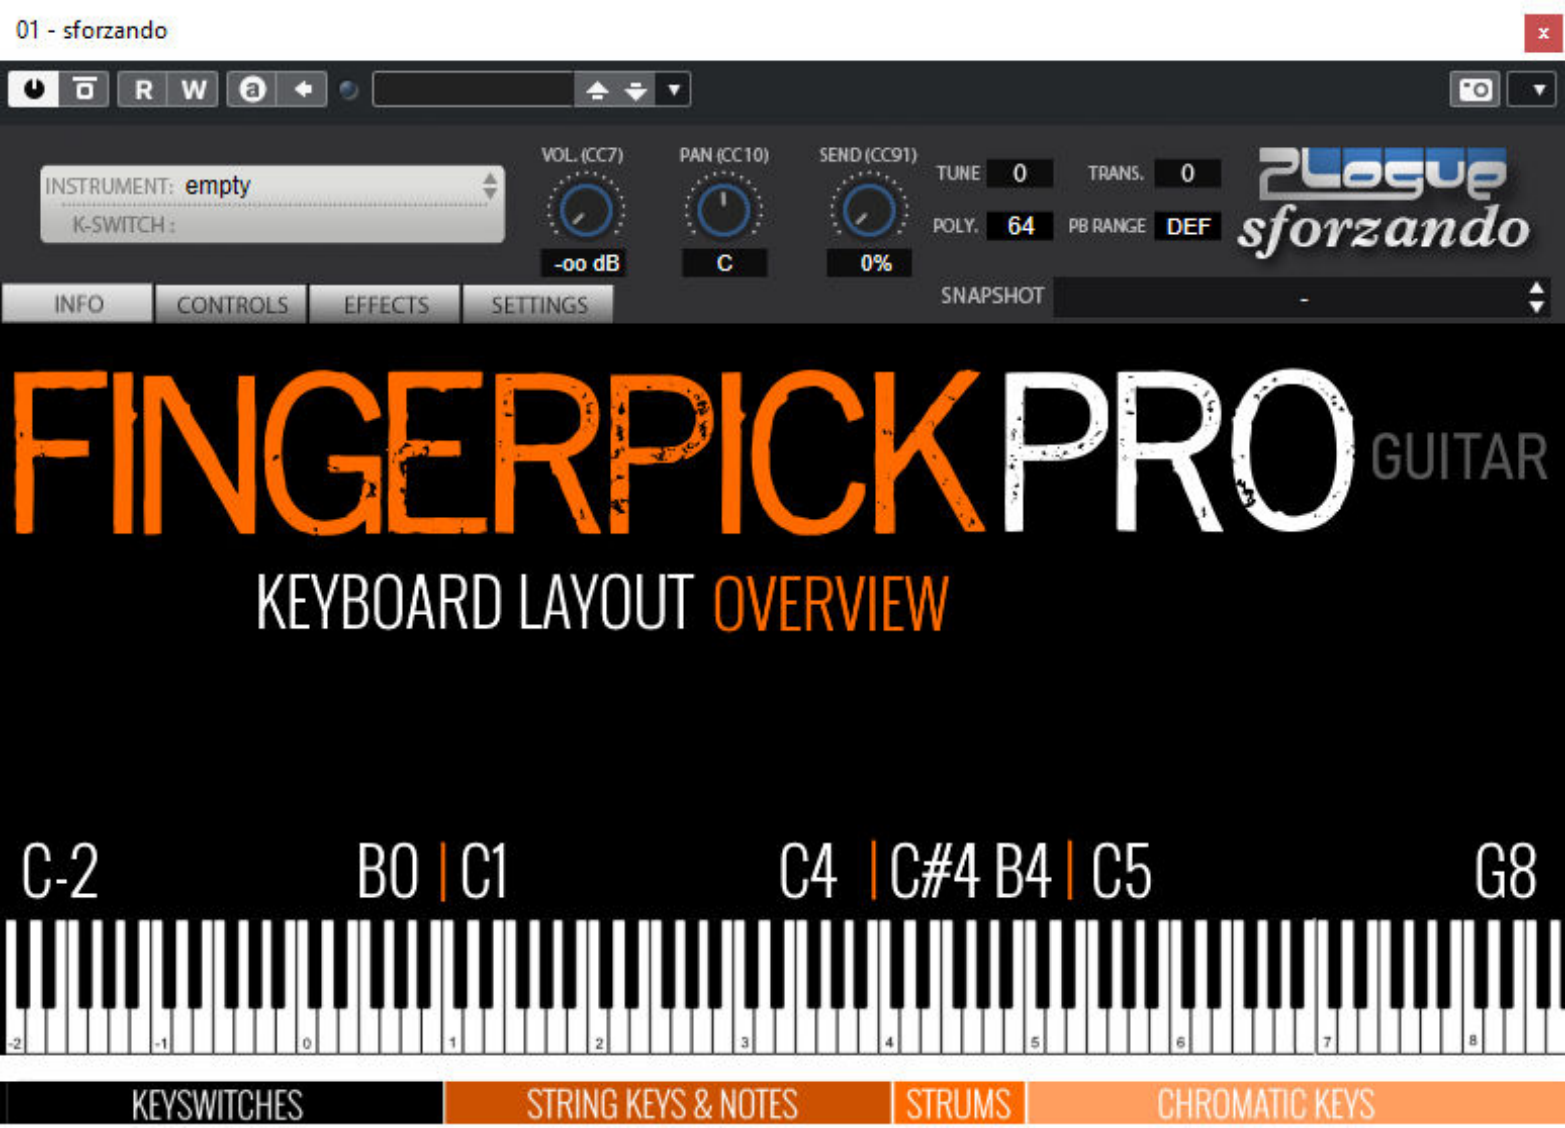 01 - sforzando
x
R W a
VOL. (CC7) PAN (CC10) SEND (CC91)
INSTRUMENT: empty
K-SWITCH :
TUNE 0 TRANS. 0
POLY. 64 PB RANGE DEF
-oo dB C 0%
Plogue
sforzando
INFO CONTROLS EFFECTS SETTINGS
SNAPSHOT -
FINGERPICKPRO GUITAR
KEYBOARD LAYOUT OVERVIEW
C-2 B0 | C1 C4 | C#4 B4 | C5 G8
-2 -1 0 1 2 3 4 5 6 7 8
KEYSWITCHES STRING KEYS & NOTES STRUMS CHROMATIC KEYS